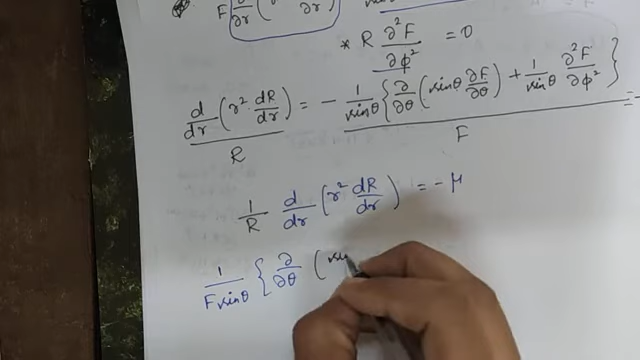 F ∂/∂r ( ∂r)
* R ∂²F/∂φ² = 0
d/dr (r² dR/dr) / R = - 1/sinθ { ∂/∂θ (sinθ ∂F/∂θ) + 1/sinθ ∂²F/∂φ² } / F = -
1/R d/dr (r² dR/dr) = - μ
1/F sinθ { ∂/∂θ (sin